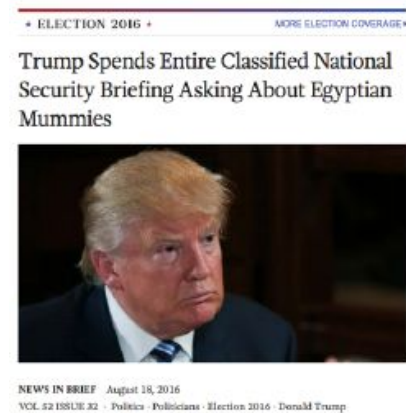 ★ ELECTION 2016 ★
MORE ELECTION COVERAGE
Trump Spends Entire Classified National
Security Briefing Asking About Egyptian
Mummies
NEWS IN BRIEF August 18, 2016
VOL 52 ISSUE 32 · Politics · Politicians · Election 2016 · Donald Trump